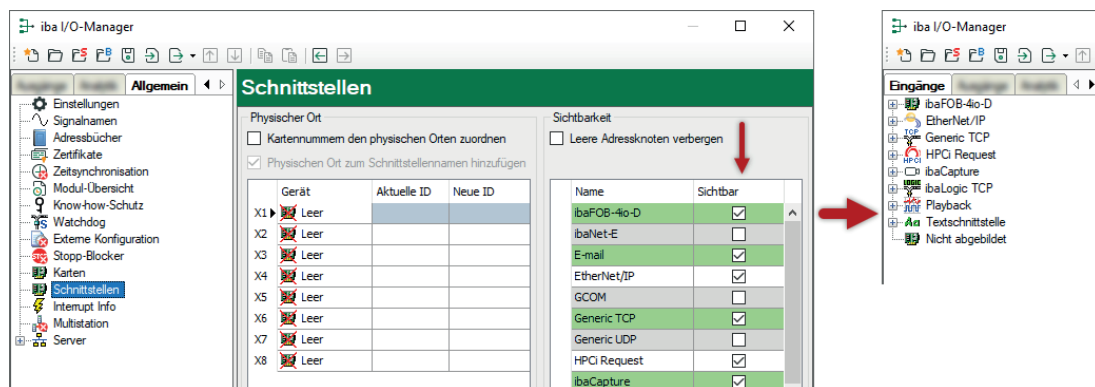 iba I/O-Manager
Allgemein
Einstellungen
Signalnamen
Adressbücher
Zertifikate
Zeitsynchronisation
Modul-Übersicht
Know-how-Schutz
Watchdog
Externe Konfiguration
Stopp-Blocker
Karten
Schnittstellen
Interrupt Info
Multistation
Server
Schnittstellen
Physischer Ort
Kartennummern den physischen Orten zuordnen
Physischen Ort zum Schnittstellennamen hinzufügen
Gerät Aktuelle ID Neue ID
X1 Leer
X2 Leer
X3 Leer
X4 Leer
X5 Leer
X6 Leer
X7 Leer
X8 Leer
Sichtbarkeit
Leere Adressknoten verbergen
Name Sichtbar
ibaFOB-4io-D
ibaNet-E
E-mail
EtherNet/IP
GCOM
Generic TCP
Generic UDP
HPCi Request
ibaCapture
iba I/O-Manager
Eingänge
ibaFOB-4io-D
EtherNet/IP
TCP Generic TCP
HPCi HPCi Request
ibaCapture
LOGIC TCP ibaLogic TCP
Playback
Aa Textschnittstelle
Nicht abgebildet